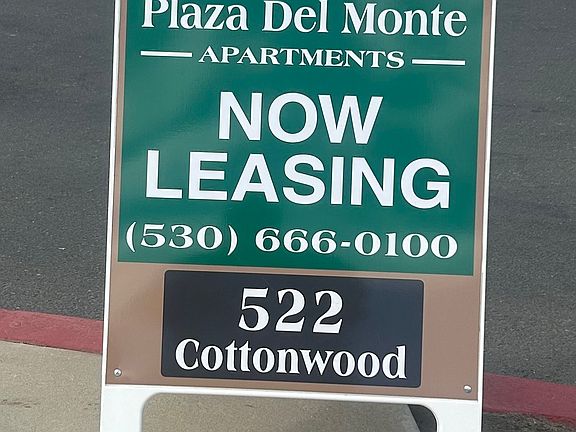 Plaza Del Monte
APARTMENTS
NOW
LEASING
(530) 666-0100
522
Cottonwood